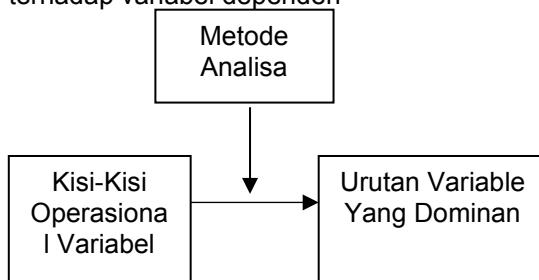 terhadap variabel dependen
Metode
Analisa
Kisi-Kisi
Operasiona
l Variabel
Urutan Variable
Yang Dominan